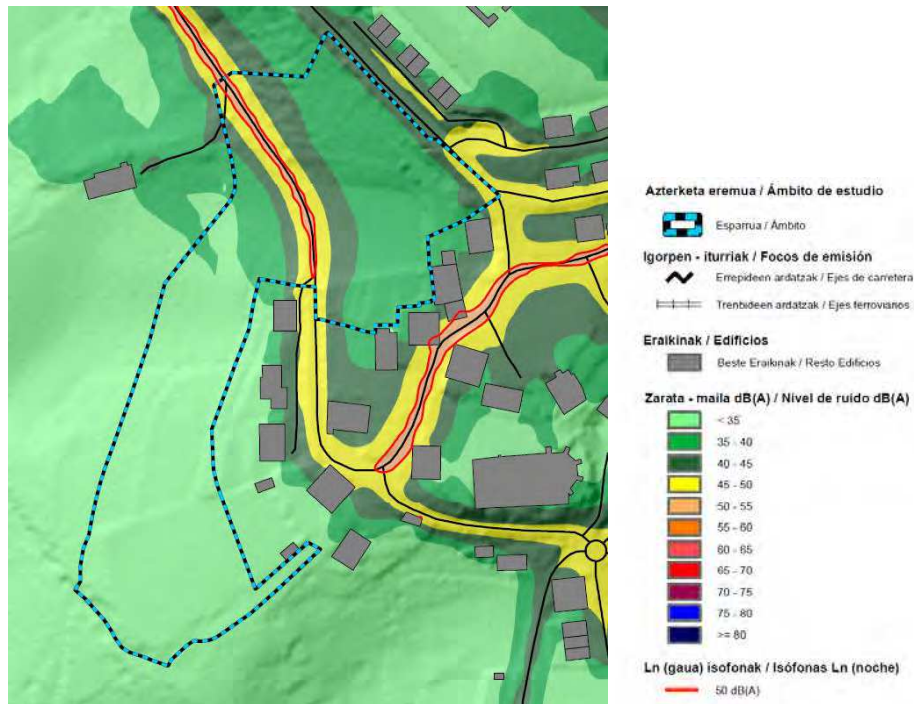 Azterketa eremua / Ámbito de estudio
Esparrua / Ámbito
Igorpen - iturriak / Focos de emisión
Errepideen ardatzak / Ejes de carretera
Trenbideen ardatzak / Ejes ferrovianos
Eraikinak / Edificios
Beste Eraikinak / Resto Edificios
Zarata - maila dB(A) / Nivel de ruido dB(A)
< 35
35 - 40
40 - 45
45 - 50
50 - 55
55 - 60
60 - 65
65 - 70
70 - 75
75 - 80
>= 80
Ln (gaua) isofonak / Isófonas Ln (noche)
50 dB(A)